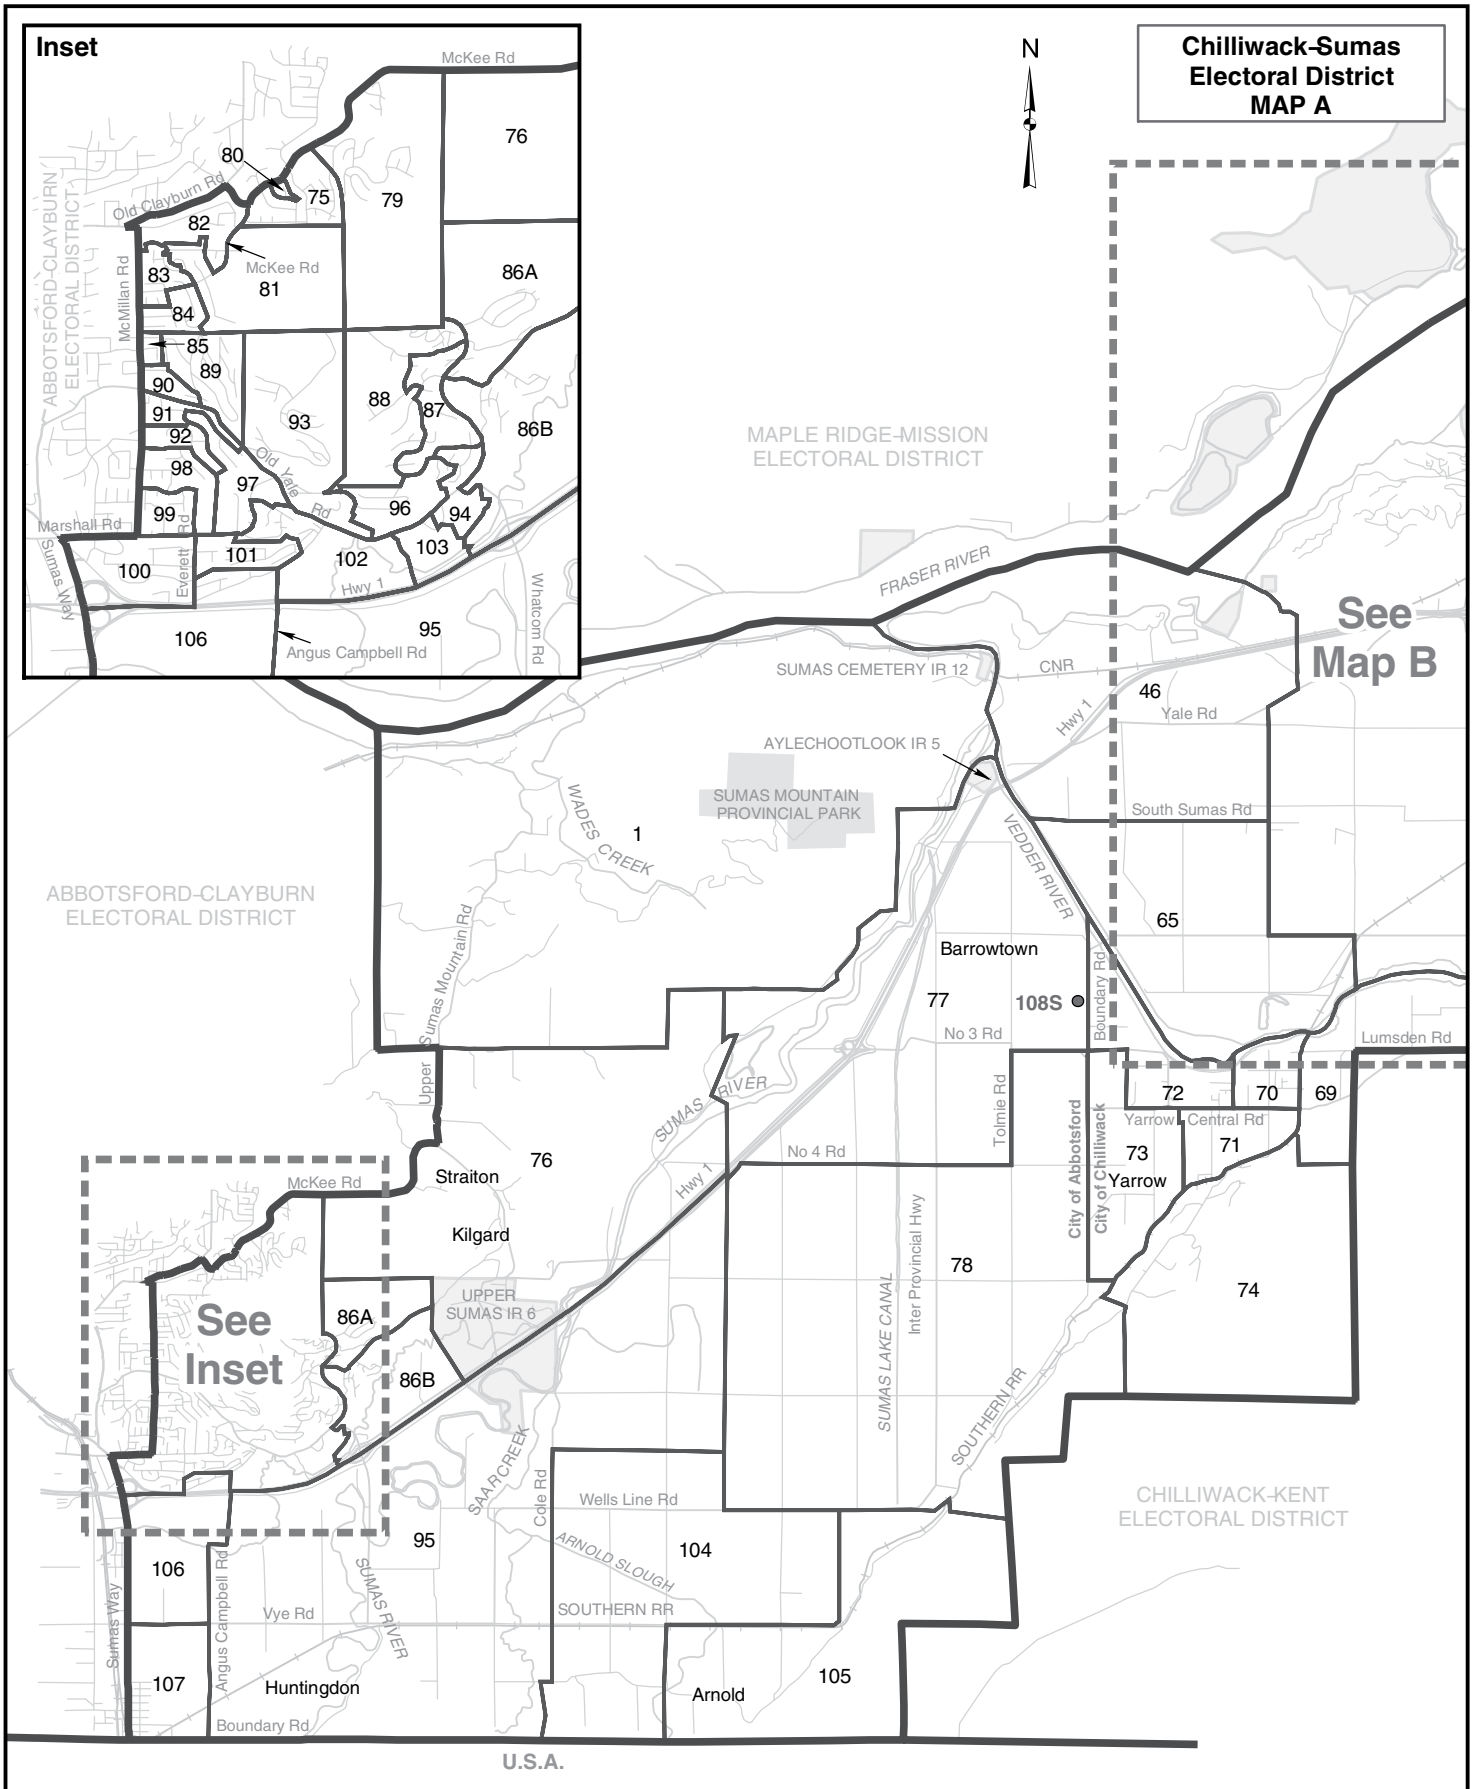 Inset
McKee Rd
76
80
75
79
Old Clayburn Rd
82
McKee Rd
83
81
86A
84
McMillan Rd
ABBOTSFORD-CLAYBURN
ELECTORAL DISTRICT
85
89
90
88
87
91
93
86B
92
Old Yale Rd
98
97
96
94
99
Marshall Rd
Everett Rd
101
102
103
100
Sumas Way
Hwy 1
Whatcom Rd
106
95
Angus Campbell Rd
N
Chilliwack-Sumas
Electoral District
MAP A
MAPLE RIDGE-MISSION
ELECTORAL DISTRICT
FRASER RIVER
See
Map B
SUMAS CEMETERY IR 12
CNR
46
Hwy 1
Yale Rd
AYLECHOOTLOOK IR 5
SUMAS MOUNTAIN
PROVINCIAL PARK
WADES CREEK
1
South Sumas Rd
VEDDER RIVER
ABBOTSFORD-CLAYBURN
ELECTORAL DISTRICT
Upper Sumas Mountain Rd
65
Barrowtown
77
108S
Boundary Rd
No 3 Rd
Lumsden Rd
SUMAS RIVER
Tolmie Rd
72
70
69
Yarrow Central Rd
City of Abbotsford
City of Chilliwack
71
73
Yarrow
No 4 Rd
76
Straiton
McKee Rd
Hwy 1
Kilgard
Inter Provincial Hwy
78
SUMAS LAKE CANAL
74
UPPER
SUMAS IR 6
86A
See
Inset
86B
SOUTHERN RR
SAAR CREEK
Cole Rd
Wells Line Rd
CHILLIWACK-KENT
ELECTORAL DISTRICT
95
ARNOLD SLOUGH
104
106
SUMAS RIVER
Sumas Way
Angus Campbell Rd
Vye Rd
SOUTHERN RR
107
Huntingdon
105
Arnold
Boundary Rd
U.S.A.